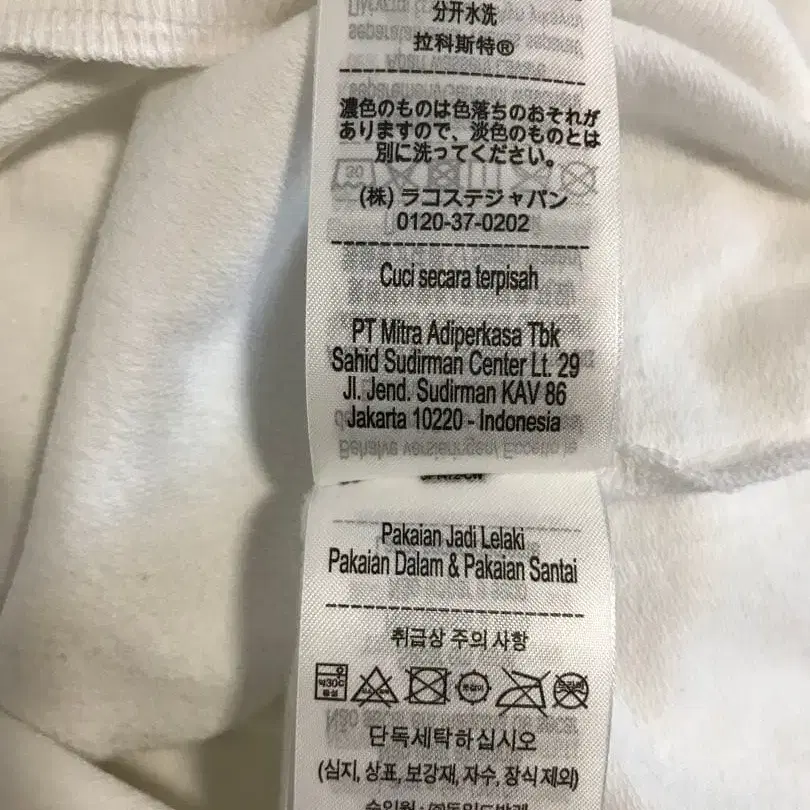 分开水洗
拉科斯特®
濃色のものは色落ちのおそれが
ありますので、淡色のものとは
別に洗ってください。
(株) ラコステジャパン
0120-37-0202
Cuci secara terpisah
PT Mitra Adiperkasa Tbk
Sahid Sudirman Center Lt. 29
Jl. Jend. Sudirman KAV 86
Jakarta 10220 - Indonesia
Pakaian Jadi Lelaki
Pakaian Dalam & Pakaian Santai
취급상 주의 사항
약30℃
중성
단독세탁하십시오
(심지, 상표, 보강재, 자수, 장식 제외)